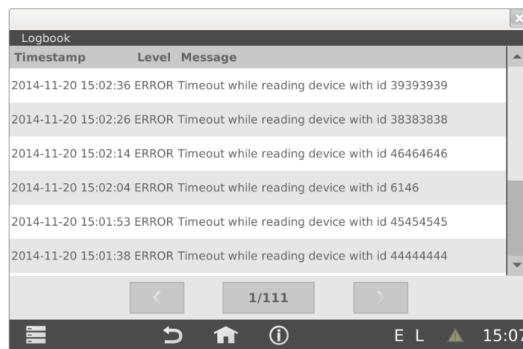 Logbook
Timestamp Level Message
2014-11-20 15:02:36 ERROR Timeout while reading device with id 39393939
2014-11-20 15:02:26 ERROR Timeout while reading device with id 38383838
2014-11-20 15:02:14 ERROR Timeout while reading device with id 46464646
2014-11-20 15:02:04 ERROR Timeout while reading device with id 6146
2014-11-20 15:01:53 ERROR Timeout while reading device with id 45454545
2014-11-20 15:01:38 ERROR Timeout while reading device with id 44444444
< 1/111 >
E L 15:07